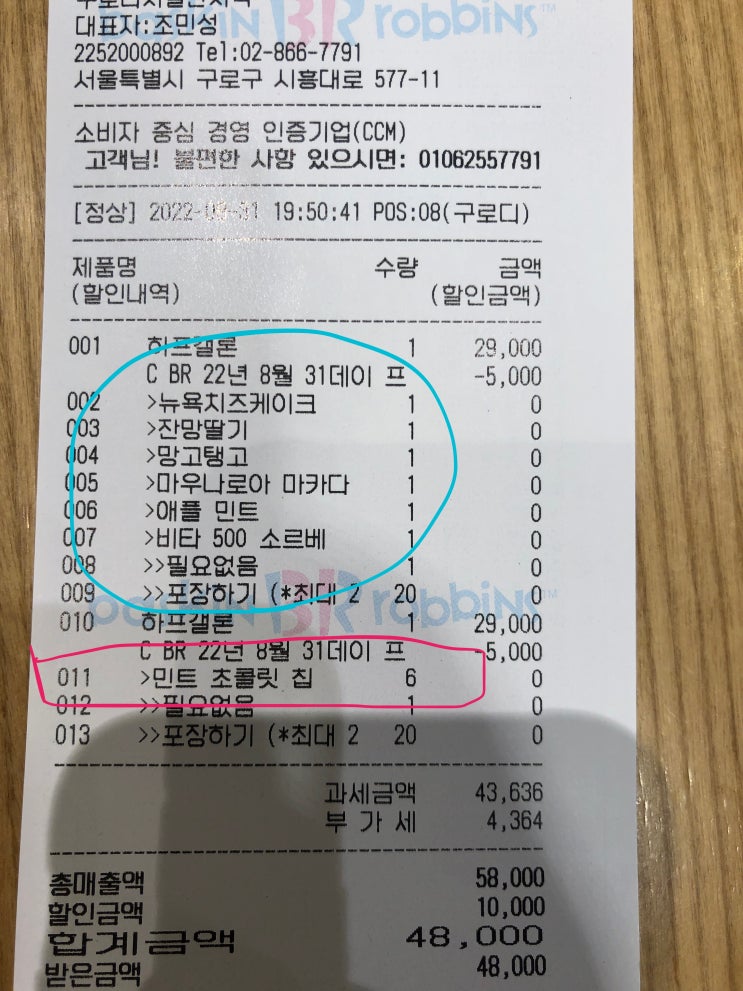 대표자:조민성
2252000892 Tel:02-866-7791
서울특별시 구로구 시흥대로 577-11
소비자 중심 경영 인증기업(CCM)
고객님! 불편한 사항 있으시면: 01062557791
[정상] 2022-08-31 19:50:41 POS:08(구로디)
제품명 수량 금액
(할인내역) (할인금액)
001 하프갤론 1 29,000
C BR 22년 8월 31데이 프 -5,000
002 >뉴욕치즈케이크 1 0
003 >잔망딸기 1 0
004 >망고탱고 1 0
005 >마우나로아 마카다 1 0
006 >애플 민트 1 0
007 >비타 500 소르베 1 0
008 >>필요없음 1 0
009 >>포장하기 (*최대 2 20 0
baskin BR robbins™
010 하프갤론 1 29,000
C BR 22년 8월 31데이 프 -5,000
011 >민트 초콜릿 칩 6 0
012 >>필요없음 1 0
013 >>포장하기 (*최대 2 20 0
과세금액 43,636
부 가 세 4,364
총매출액 58,000
할인금액 10,000
합계금액 48,000
받은금액 48,000